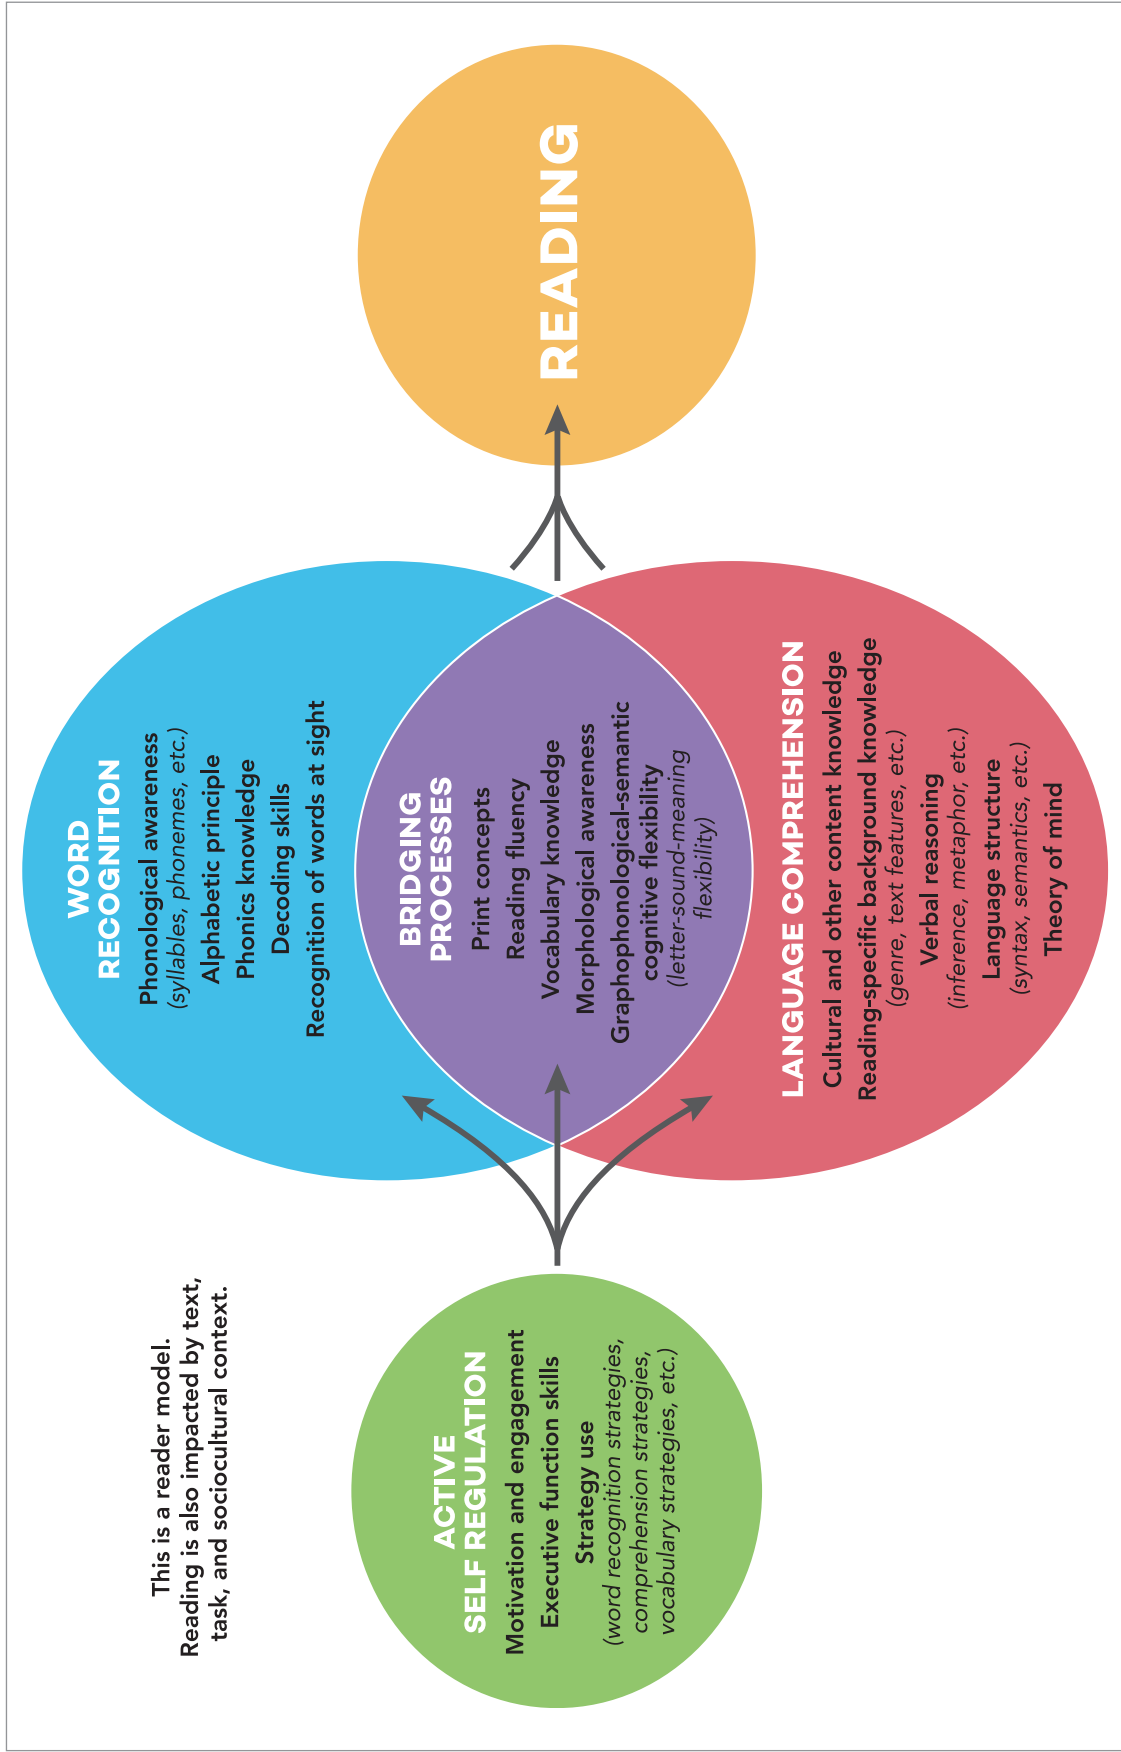 This is a reader model.
Reading is also impacted by text,
task, and sociocultural context.
ACTIVE
SELF REGULATION
Motivation and engagement
Executive function skills
Strategy use
(word recognition strategies,
comprehension strategies,
vocabulary strategies, etc.)
WORD
RECOGNITION
Phonological awareness
(syllables, phonemes, etc.)
Alphabetic principle
Phonics knowledge
Decoding skills
Recognition of words at sight
BRIDGING
PROCESSES
Print concepts
Reading fluency
Vocabulary knowledge
Morphological awareness
Graphophonological-semantic
cognitive flexibility
(letter-sound-meaning
flexibility)
LANGUAGE COMPREHENSION
Cultural and other content knowledge
Reading-specific background knowledge
(genre, text features, etc.)
Verbal reasoning
(inference, metaphor, etc.)
Language structure
(syntax, semantics, etc.)
Theory of mind
READING